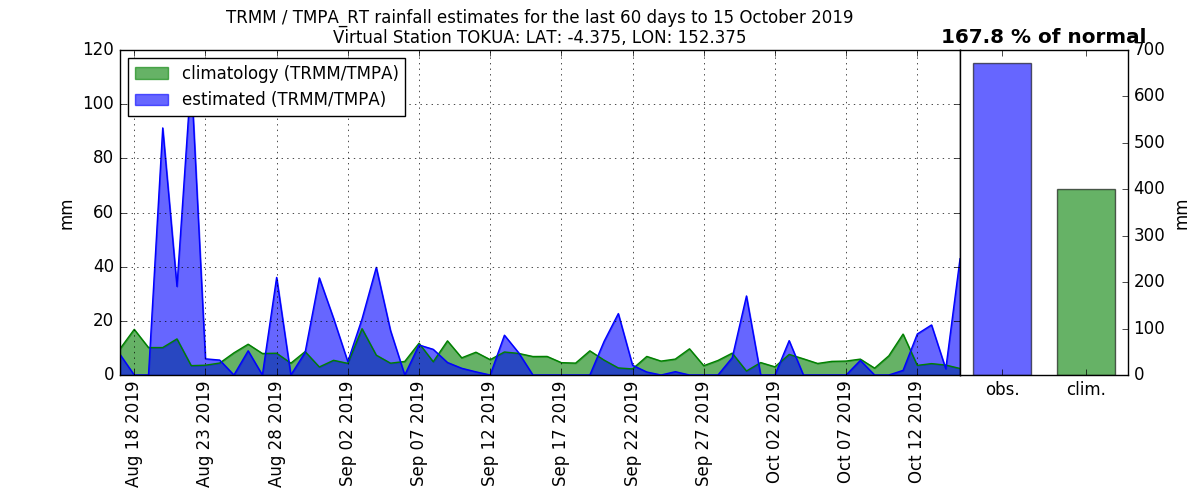 TRMM / TMPA_RT rainfall estimates for the last 60 days to 15 October 2019
Virtual Station TOKUA: LAT: -4.375, LON: 152.375
167.8 % of normal
climatology (TRMM/TMPA)
estimated (TRMM/TMPA)
mm
120
100
80
60
40
20
0
Aug 18 2019
Aug 23 2019
Aug 28 2019
Sep 02 2019
Sep 07 2019
Sep 12 2019
Sep 17 2019
Sep 22 2019
Sep 27 2019
Oct 02 2019
Oct 07 2019
Oct 12 2019
obs.
clim.
700
600
500
400
300
200
100
0
mm